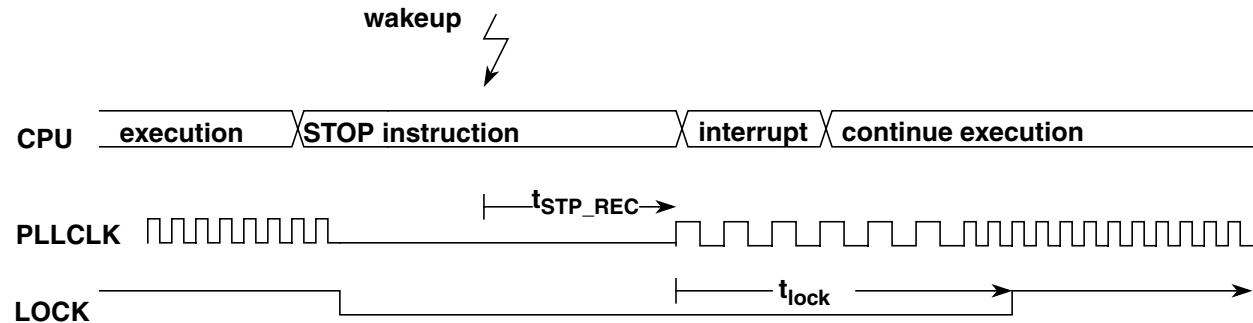 wakeup
CPU execution STOP instruction interrupt continue execution
tSTP_REC
PLLCLK
tlock
LOCK